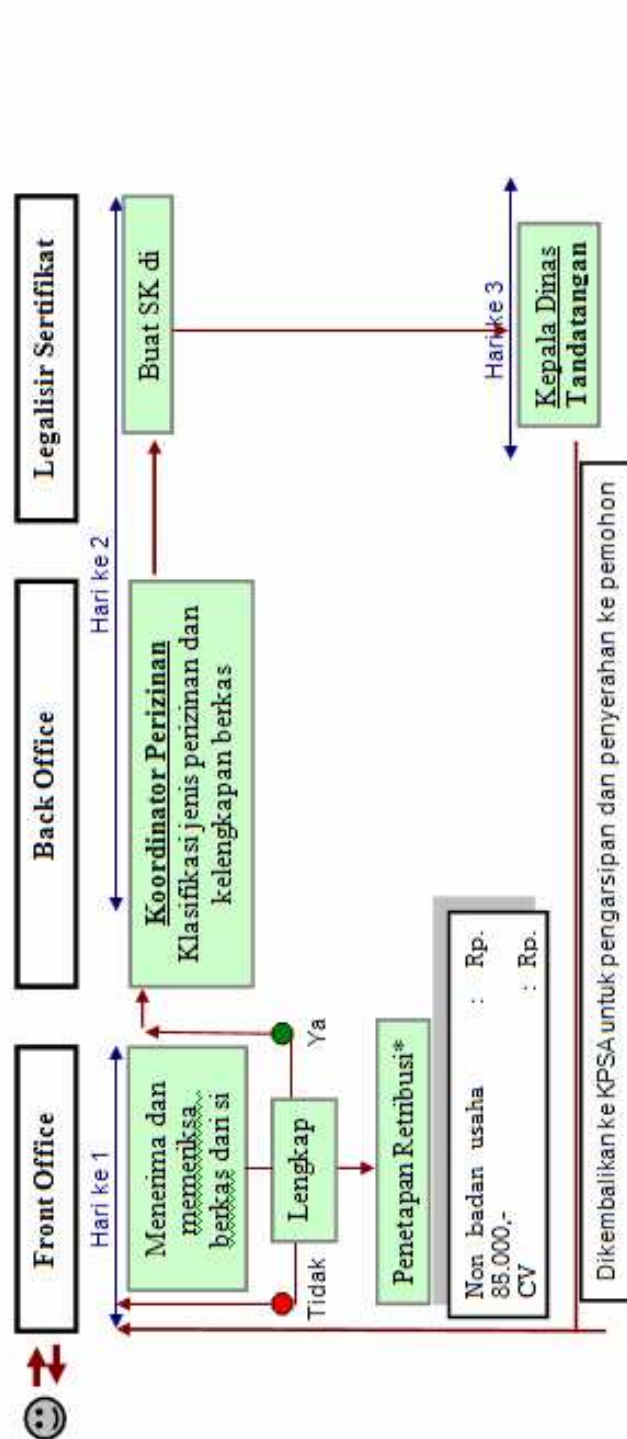 Front Office
Back Office
Legalisir Sertifikat
Hari ke 1
Hari ke 2
Menerima dan
memeriksa
berkas dari si
Koordinator Perizinan
Klasifikasi jenis perizinan dan
kelengkapan berkas
Buat SK di
Lengkap
Ya
Tidak
Penetapan Retribusi*
Non badan usaha : Rp.
85.000,-
CV : Rp.
Hari ke 3
Kepala Dinas
Tandatangan
Dikembalikan ke KPSA untuk pengarsipan dan penyerahan ke pemohon